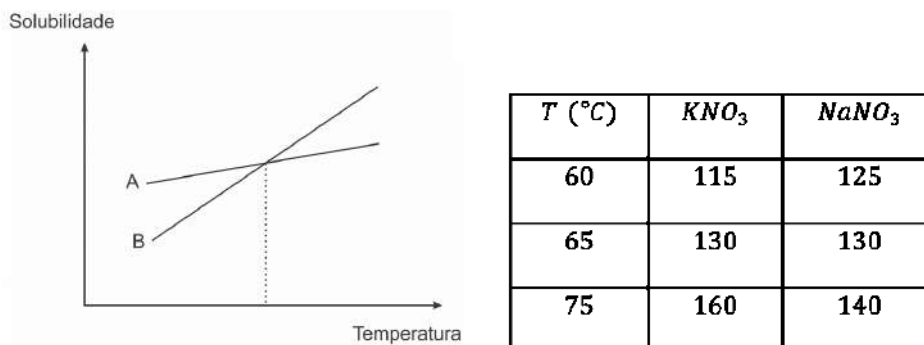 Solubilidade
A
B
Temperatura
T (°C) KNO₃ NaNO₃
60 115 125
65 130 130
75 160 140